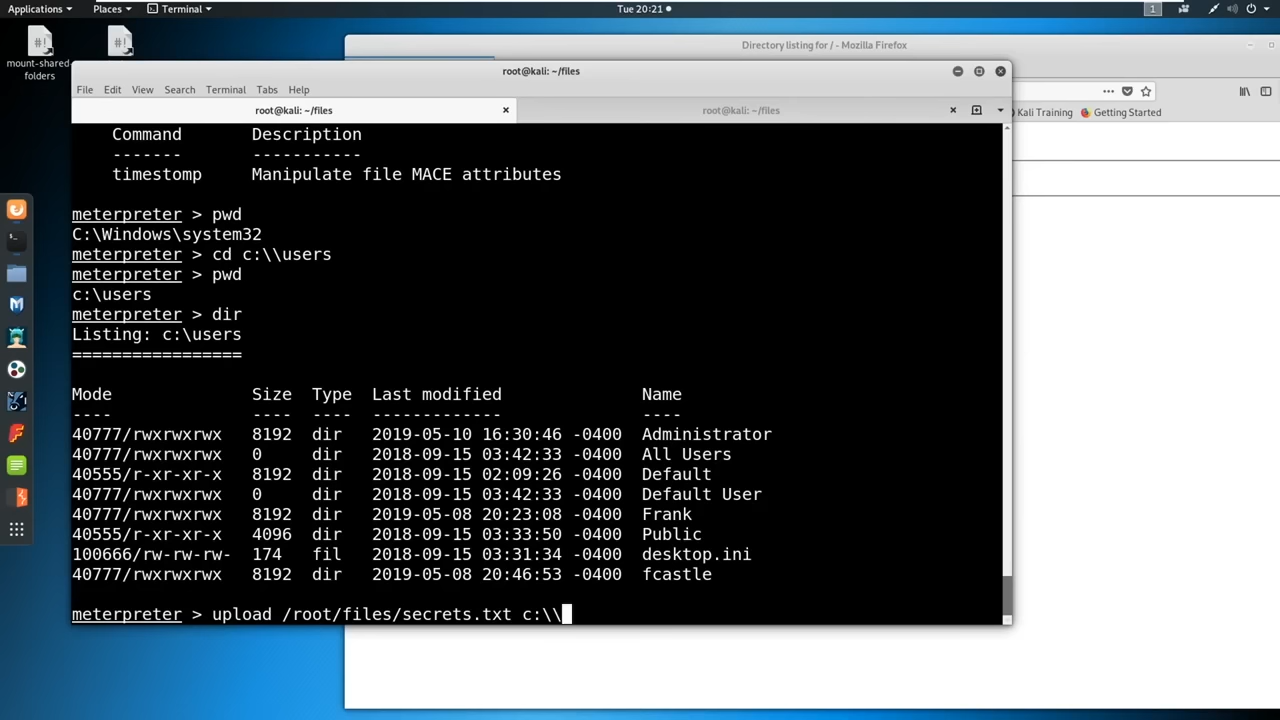 Applications
Places
Terminal
Tue 20:21
1
mount-shared-
folders
Directory listing for / - Mozilla Firefox
Kali Training
Getting Started
root@kali: ~/files
File Edit View Search Terminal Tabs Help
root@kali: ~/files
root@kali: ~/files
Command Description
------- -----------
timestomp Manipulate file MACE attributes
meterpreter > pwd
C:\Windows\system32
meterpreter > cd c:\\users
meterpreter > pwd
c:\users
meterpreter > dir
Listing: c:\users
=================
Mode Size Type Last modified Name
---- ---- ---- ------------- ----
40777/rwxrwxrwx 8192 dir 2019-05-10 16:30:46 -0400 Administrator
40777/rwxrwxrwx 0 dir 2018-09-15 03:42:33 -0400 All Users
40555/r-xr-xr-x 8192 dir 2018-09-15 02:09:26 -0400 Default
40777/rwxrwxrwx 0 dir 2018-09-15 03:42:33 -0400 Default User
40777/rwxrwxrwx 8192 dir 2019-05-08 20:23:08 -0400 Frank
40555/r-xr-xr-x 4096 dir 2018-09-15 03:33:50 -0400 Public
100666/rw-rw-rw- 174 fil 2018-09-15 03:31:34 -0400 desktop.ini
40777/rwxrwxrwx 8192 dir 2019-05-08 20:46:53 -0400 fcastle
meterpreter > upload /root/files/secrets.txt c:\\